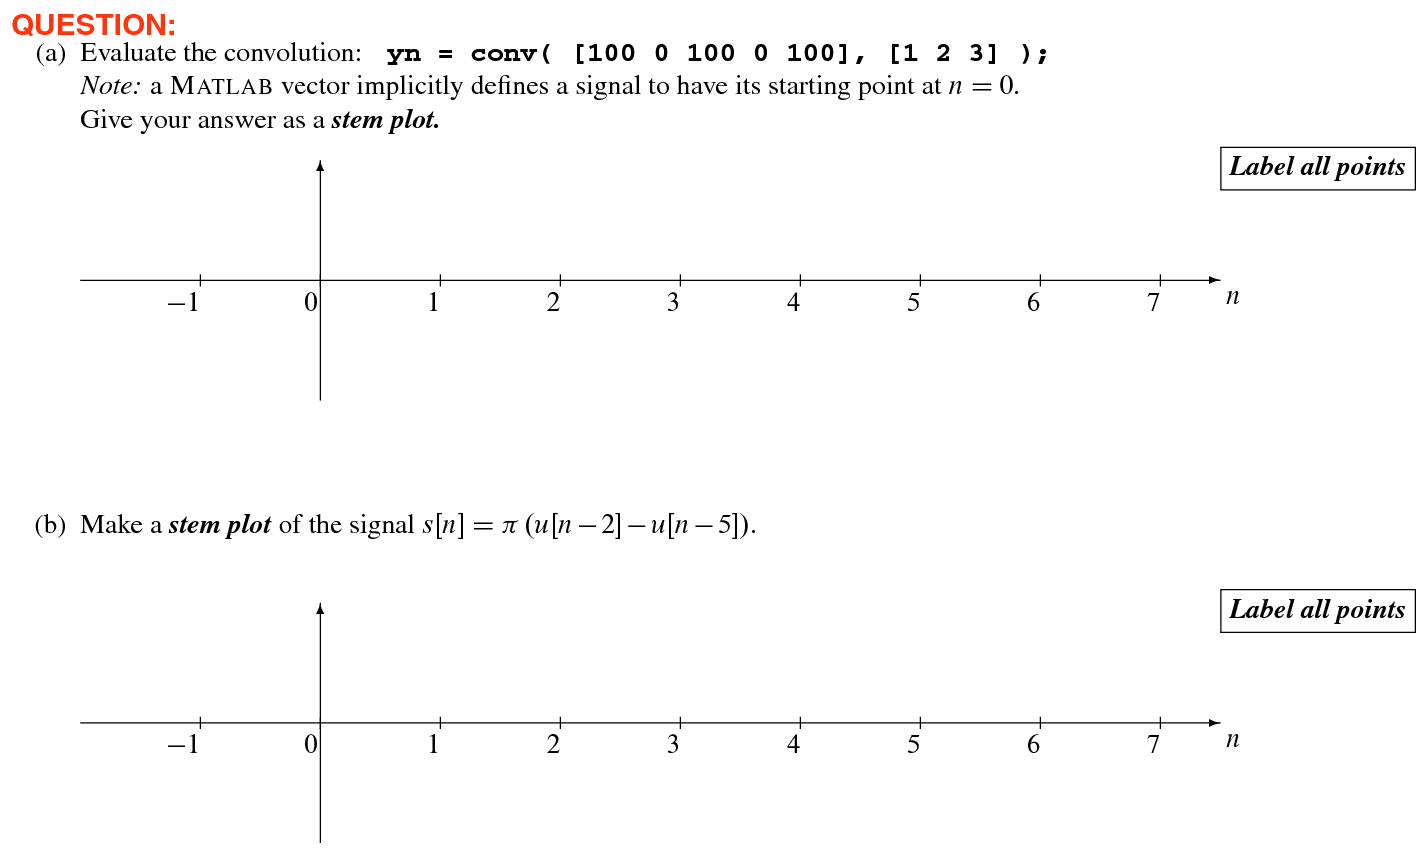 QUESTION:
(a) Evaluate the convolution: yn = conv( [100 0 100 0 100], [1 2 3] );
Note: a MATLAB vector implicitly defines a signal to have its starting point at n = 0.
Give your answer as a stem plot.
Label all points
−1 0 1 2 3 4 5 6 7 n
(b) Make a stem plot of the signal s[n] = π (u[n − 2] − u[n − 5]).
Label all points
−1 0 1 2 3 4 5 6 7 n